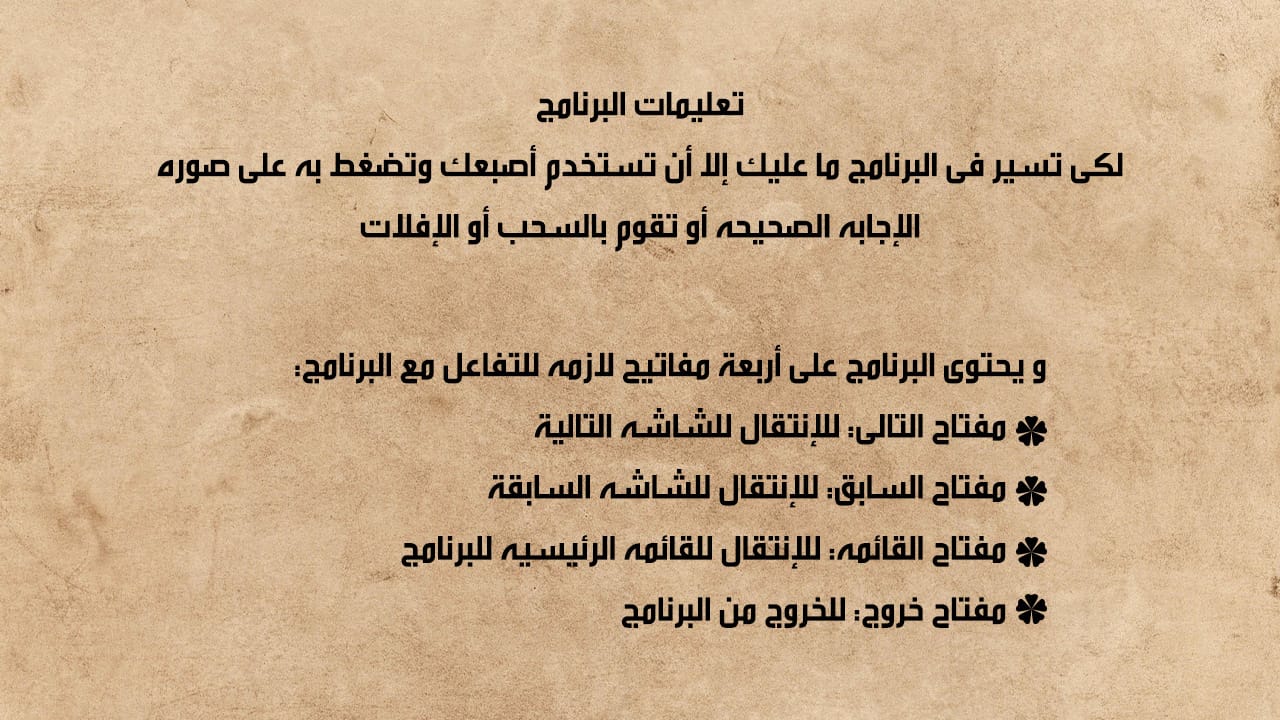 تعليمات البرنامج
لكى تسير فى البرنامج ما عليك إلا أن تستخدم أصبعك وتضغط به على صوره
الإجابه الصحيحه أو تقوم بالسحب أو الإفلات
و يحتوى البرنامج على أربعة مفاتيح لازمه للتفاعل مع البرنامج:
مفتاح التالى: للإنتقال للشاشه التالية
مفتاح السابق: للإنتقال للشاشه السابقة
مفتاح القائمه: للإنتقال للقائمه الرئيسيه للبرنامج
مفتاح خروج: للخروج من البرنامج